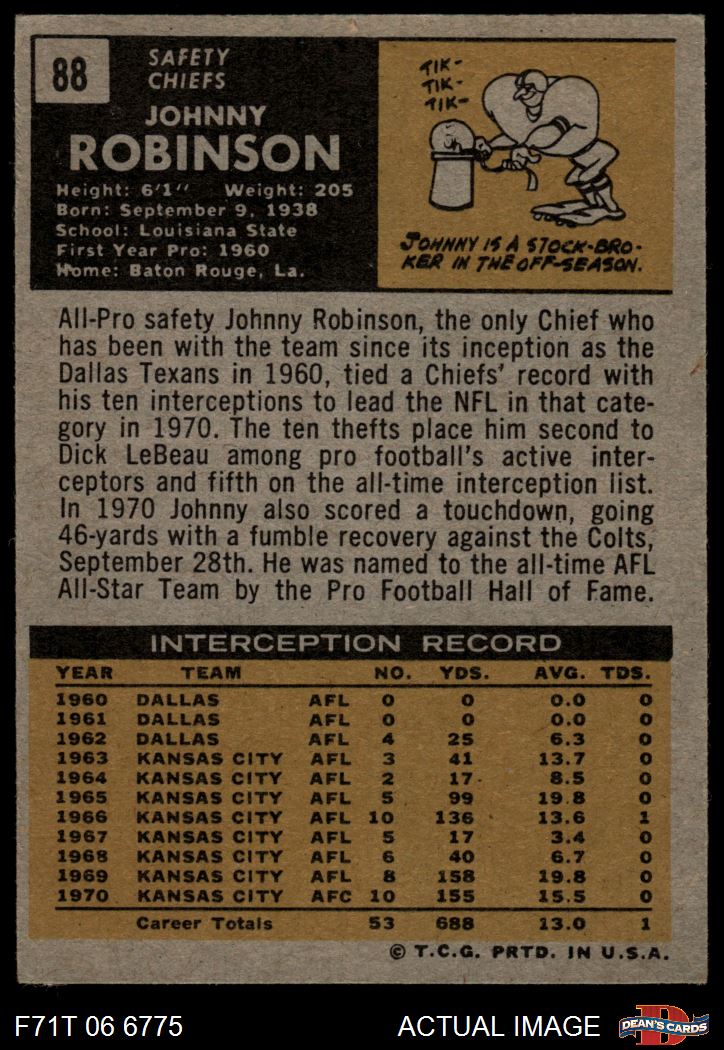 88
SAFETY
CHIEFS
JOHNNY
ROBINSON
Height: 6'1" Weight: 205
Born: September 9, 1938
School: Louisiana State
First Year Pro: 1960
Home: Baton Rouge, La.
TIK-
TIK-
TIK-
JOHNNY IS A STOCK-BRO-
KER IN THE OFF-SEASON.
All-Pro safety Johnny Robinson, the only Chief who
has been with the team since its inception as the
Dallas Texans in 1960, tied a Chiefs' record with
his ten interceptions to lead the NFL in that cate-
gory in 1970. The ten thefts place him second to
Dick LeBeau among pro football's active inter-
ceptors and fifth on the all-time interception list.
In 1970 Johnny also scored a touchdown, going
46-yards with a fumble recovery against the Colts,
September 28th. He was named to the all-time AFL
All-Star Team by the Pro Football Hall of Fame.
INTERCEPTION RECORD
YEAR TEAM NO. YDS. AVG. TDS.
1960 DALLAS AFL 0 0 0.0 0
1961 DALLAS AFL 0 0 0.0 0
1962 DALLAS AFL 4 25 6.3 0
1963 KANSAS CITY AFL 3 41 13.7 0
1964 KANSAS CITY AFL 2 17 8.5 0
1965 KANSAS CITY AFL 5 99 19.8 0
1966 KANSAS CITY AFL 10 136 13.6 1
1967 KANSAS CITY AFL 5 17 3.4 0
1968 KANSAS CITY AFL 6 40 6.7 0
1969 KANSAS CITY AFL 8 158 19.8 0
1970 KANSAS CITY AFC 10 155 15.5 0
Career Totals 53 688 13.0 1
© T.C.G. PRTD. IN U.S.A.
F71T 06 6775 ACTUAL IMAGE
D
DEAN'S CARDS